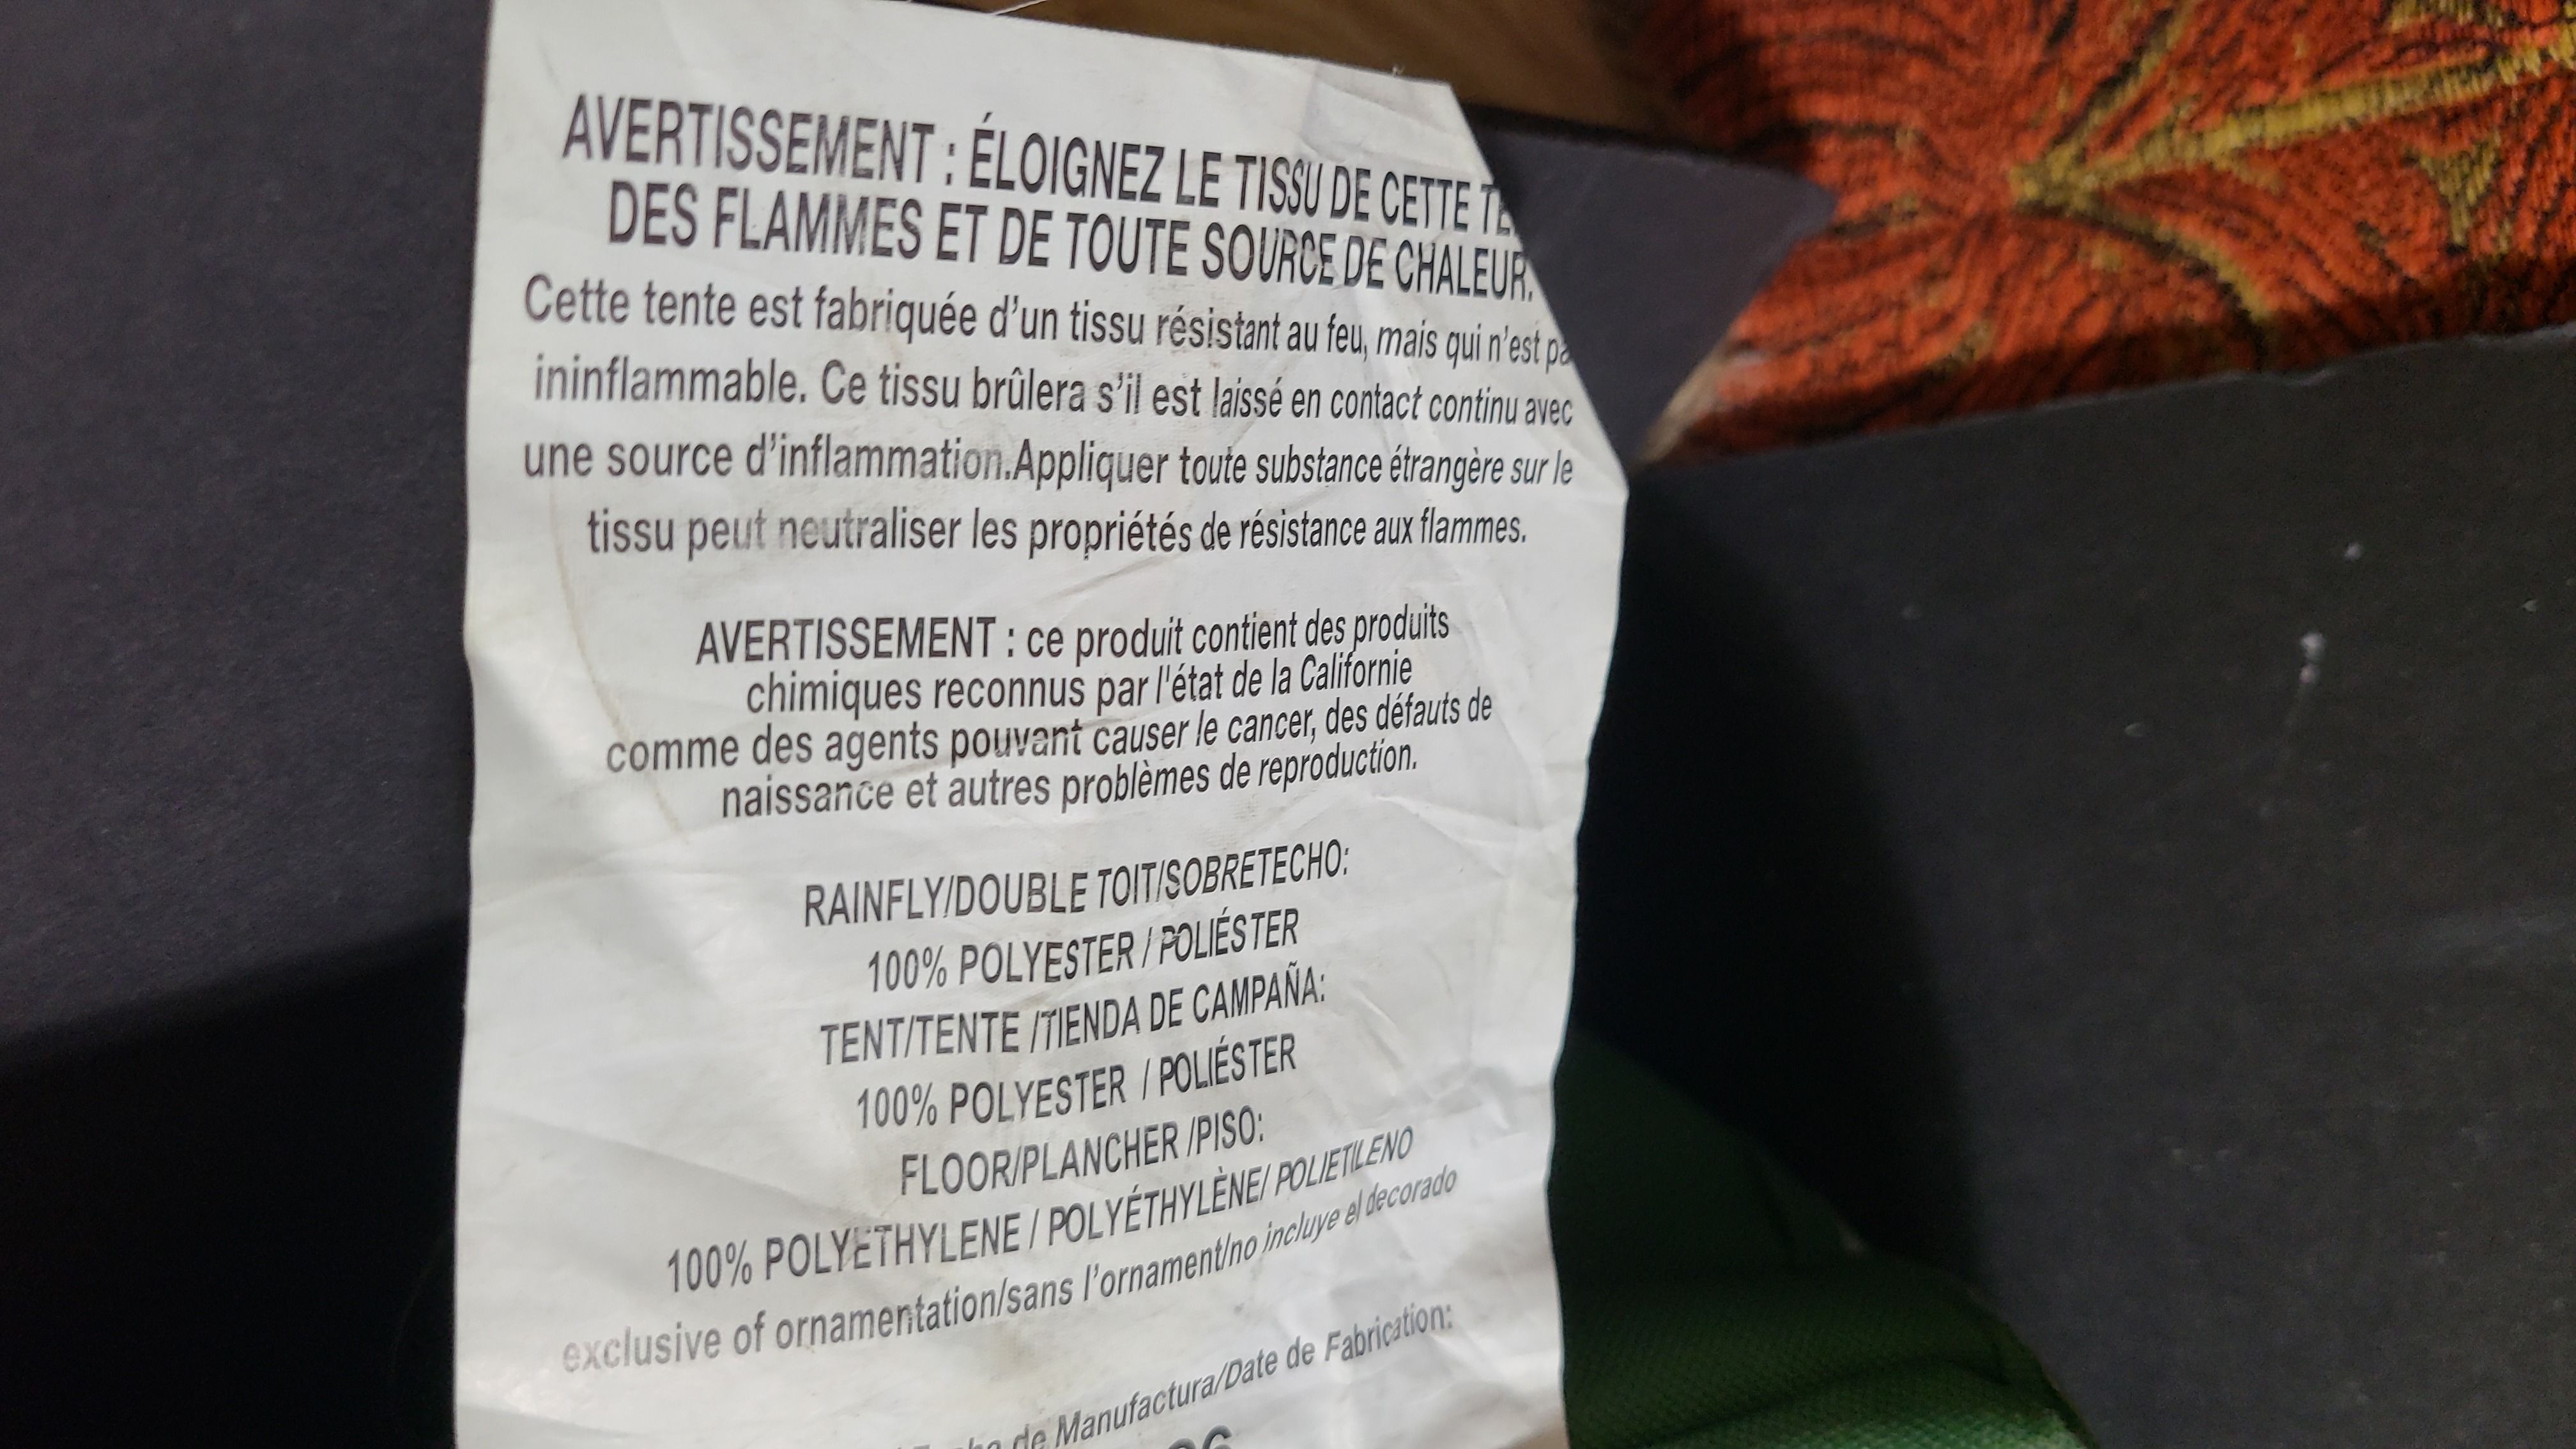 AVERTISSEMENT : ÉLOIGNEZ LE TISSU DE CETTE
DES FLAMMES ET DE TOUTE SOURCE DE CHALEUR.
Cette tente est fabriquée d'un tissu résistant au feu, mais qui n'est
ininflammable. Ce tissu brûlera s'il est laissé en contact continu avec
une source d'inflammation.Appliquer toute substance étrangère sur le
tissu peut neutraliser les propriétés de résistance aux flammes.
AVERTISSEMENT : ce produit contient des produits
chimiques reconnus par l'état de la Californie
comme des agents pouvant causer le cancer, des défauts de
naissance et autres problèmes de reproduction.
RAINFLY/DOUBLE TOIT/SOBRETECHO:
100% POLYESTER / POLIÉSTER
TENT/TENTE /TIENDA DE CAMPAÑA:
100% POLYESTER / POLIÉSTER
FLOOR/PLANCHER /PISO:
100% POLYETHYLENE / POLYÉTHYLÈNE/ POLIETILENO
exclusive of ornamentation/sans l'ornament/no incluye el decorado
de Manufactura/Date de Fabrication: